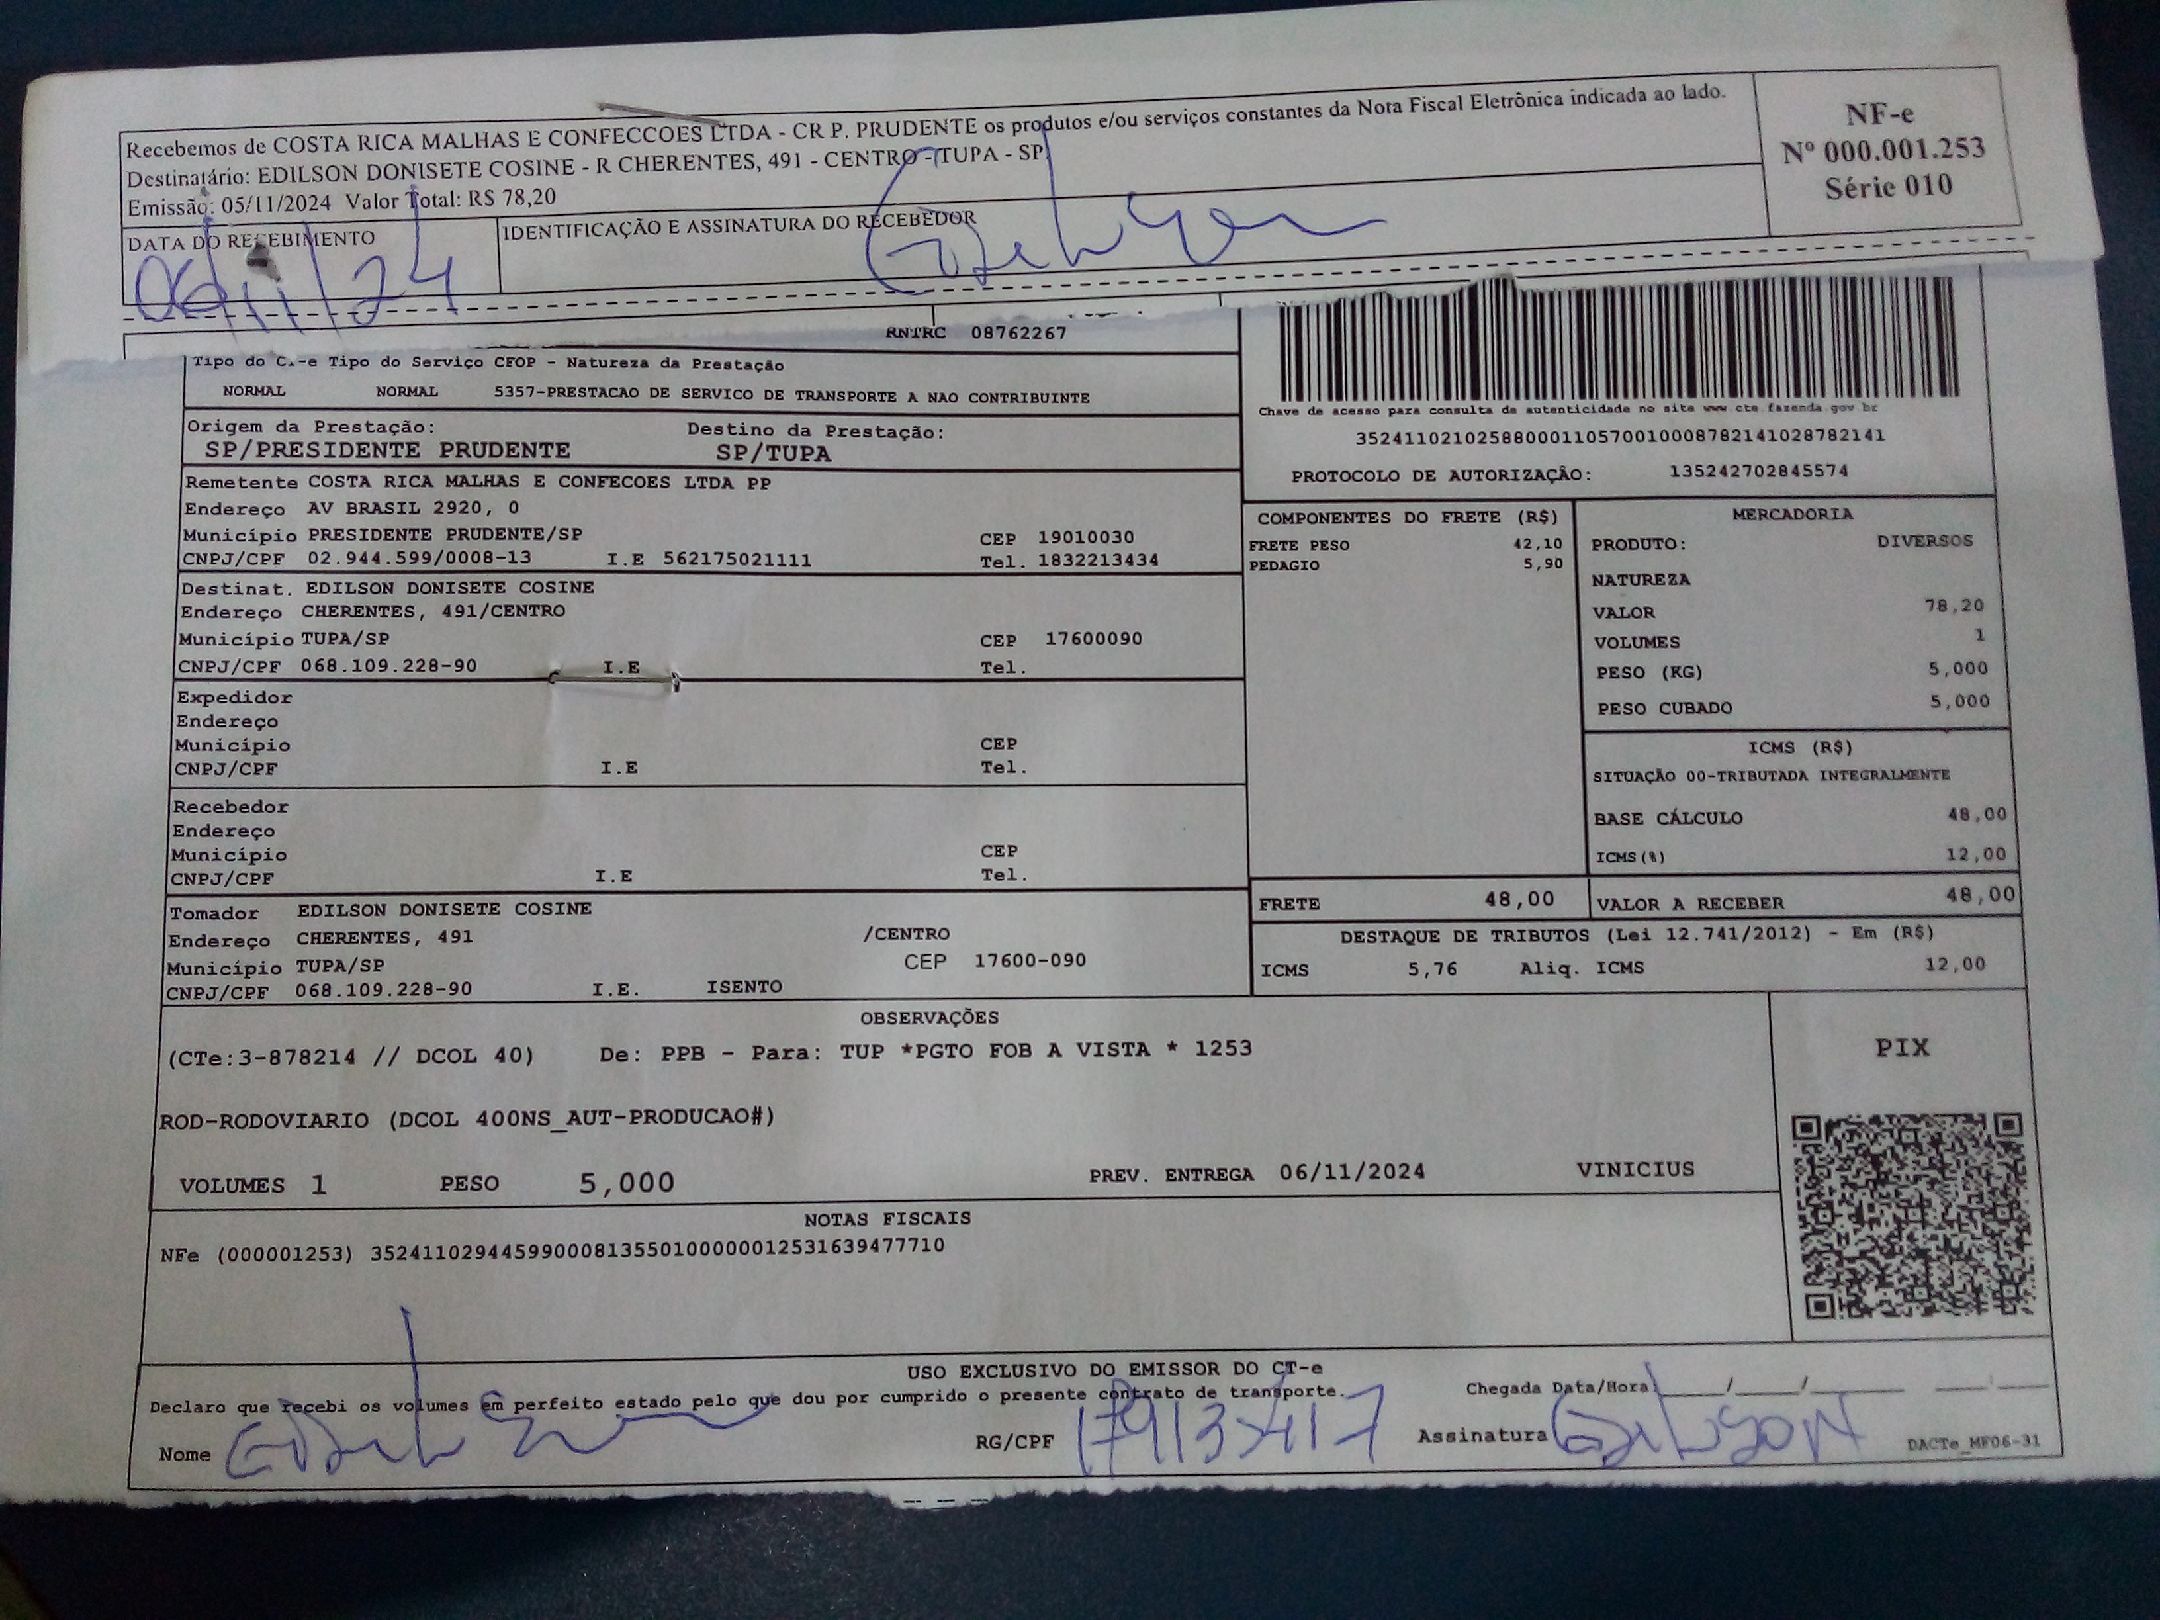 Recebemos de COSTA RICA MALHAS E CONFECCOES LTDA - CR P. PRUDENTE os produtos e/ou serviços constantes da Nota Fiscal Eletrônica indicada ao lado.
Destinatário: EDILSON DONISETE COSINE - R CHERENTES, 491 - CENTRO - TUPA - SP
Emissão: 05/11/2024 Valor Total: R$ 78,20
NF-e
Nº 000.001.253
Série 010
DATA DO RECEBIMENTO
IDENTIFICAÇÃO E ASSINATURA DO RECEBEDOR
06/11/24
RNTRC 08762267
Tipo do C.-e Tipo do Serviço CFOP - Natureza da Prestação
NORMAL NORMAL 5357-PRESTACAO DE SERVICO DE TRANSPORTE A NAO CONTRIBUINTE
Origem da Prestação: Destino da Prestação:
SP/PRESIDENTE PRUDENTE SP/TUPA
Chave de acesso para consulta de autenticidade no site www.cte.fazenda.gov.br
35241102102588000110570010008782141028782141
PROTOCOLO DE AUTORIZAÇÃO: 135242702845574
Remetente COSTA RICA MALHAS E CONFECOES LTDA PP
Endereço AV BRASIL 2920, 0
Município PRESIDENTE PRUDENTE/SP CEP 19010030
CNPJ/CPF 02.944.599/0008-13 I.E 562175021111 Tel. 1832213434
Destinat. EDILSON DONISETE COSINE
Endereço CHERENTES, 491/CENTRO
Município TUPA/SP CEP 17600090
CNPJ/CPF 068.109.228-90 I.E Tel.
Expedidor
Endereço
Município CEP
CNPJ/CPF I.E Tel.
Recebedor
Endereço
Município CEP
CNPJ/CPF I.E Tel.
Tomador EDILSON DONISETE COSINE
Endereço CHERENTES, 491 /CENTRO
Município TUPA/SP CEP 17600-090
CNPJ/CPF 068.109.228-90 I.E. ISENTO
COMPONENTES DO FRETE (R$)
FRETE PESO 42,10
PEDAGIO 5,90
MERCADORIA
PRODUTO: DIVERSOS
NATUREZA
VALOR 78,20
VOLUMES 1
PESO (KG) 5,000
PESO CUBADO 5,000
ICMS (R$)
SITUAÇÃO 00-TRIBUTADA INTEGRALMENTE
BASE CÁLCULO 48,00
ICMS(%) 12,00
FRETE 48,00 VALOR A RECEBER 48,00
DESTAQUE DE TRIBUTOS (Lei 12.741/2012) - Em (R$)
ICMS 5,76 Aliq. ICMS 12,00
OBSERVAÇÕES
(CTe:3-878214 // DCOL 40) De: PPB - Para: TUP *PGTO FOB A VISTA * 1253
ROD-RODOVIARIO (DCOL 400NS_AUT-PRODUCAO#)
VOLUMES 1 PESO 5,000 PREV. ENTREGA 06/11/2024 VINICIUS
PIX
NOTAS FISCAIS
NFe (000001253) 35241102944599000813550100000012531639477710
USO EXCLUSIVO DO EMISSOR DO CT-e
Declaro que recebi os volumes em perfeito estado pelo que dou por cumprido o presente contrato de transporte.
Chegada Data/Hora ____/____/____
Nome RG/CPF Assinatura
DACTe_MF06-31